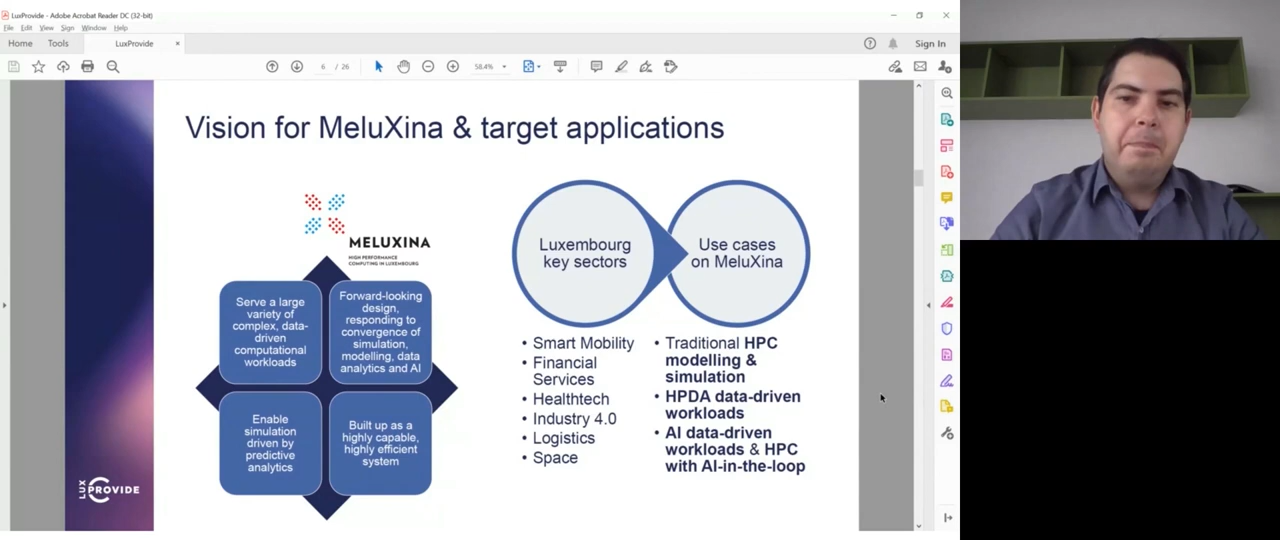 LuxProvide - Adobe Acrobat Reader DC (32-bit)
File Edit View Sign Window Help
Home Tools LuxProvide × Sign In
6 / 26 58.4%
Vision for MeluXina & target applications
MELUXINA
HIGH PERFORMANCE
COMPUTING IN LUXEMBOURG
Serve a large
variety of
complex, data-
driven
computational
workloads
Forward-looking
design,
responding to
convergence of
simulation,
modelling, data
analytics and AI
Enable
simulation
driven by
predictive
analytics
Built up as a
highly capable,
highly efficient
system
Luxembourg
key sectors
• Smart Mobility
• Financial
Services
• Healthtech
• Industry 4.0
• Logistics
• Space
Use cases
on MeluXina
• Traditional HPC
modelling &
simulation
• HPDA data-driven
workloads
• AI data-driven
workloads & HPC
with AI-in-the-loop
LUX
PROVIDE